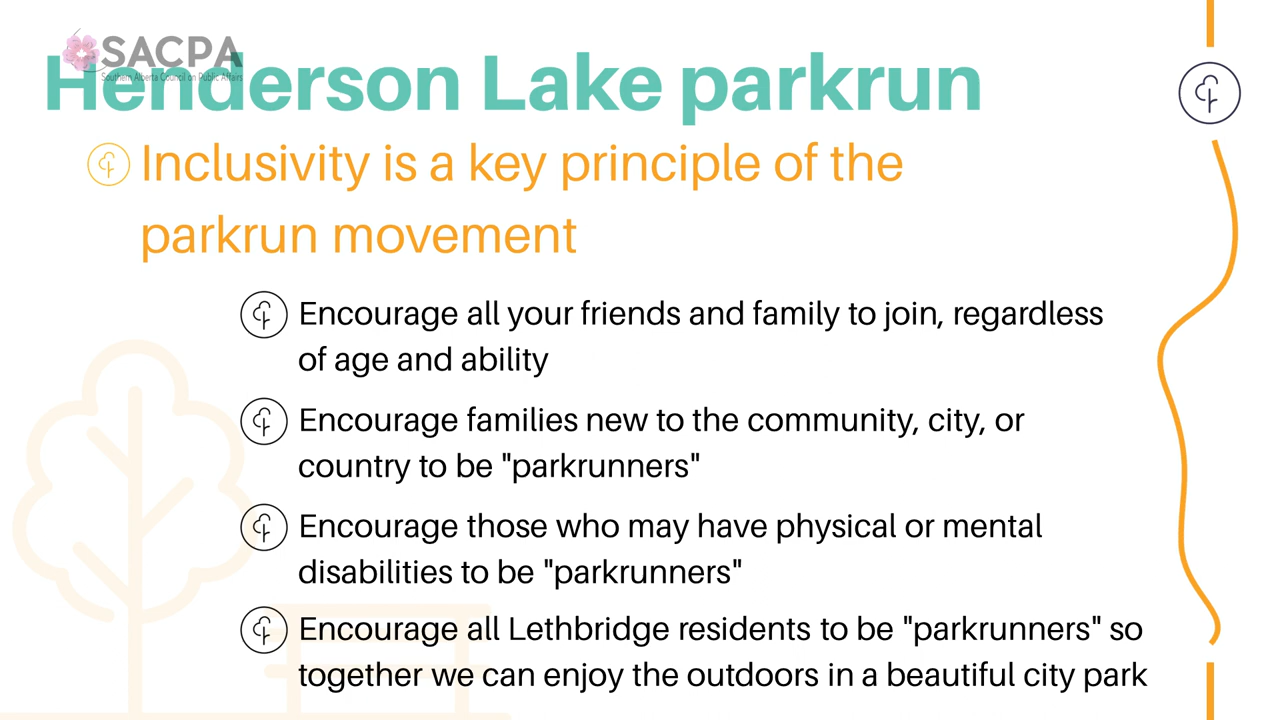 SACPA
Southern Alberta Council on Public Affairs
Henderson Lake parkrun
Inclusivity is a key principle of the
parkrun movement
Encourage all your friends and family to join, regardless
of age and ability
Encourage families new to the community, city, or
country to be "parkrunners"
Encourage those who may have physical or mental
disabilities to be "parkrunners"
Encourage all Lethbridge residents to be "parkrunners" so
together we can enjoy the outdoors in a beautiful city park